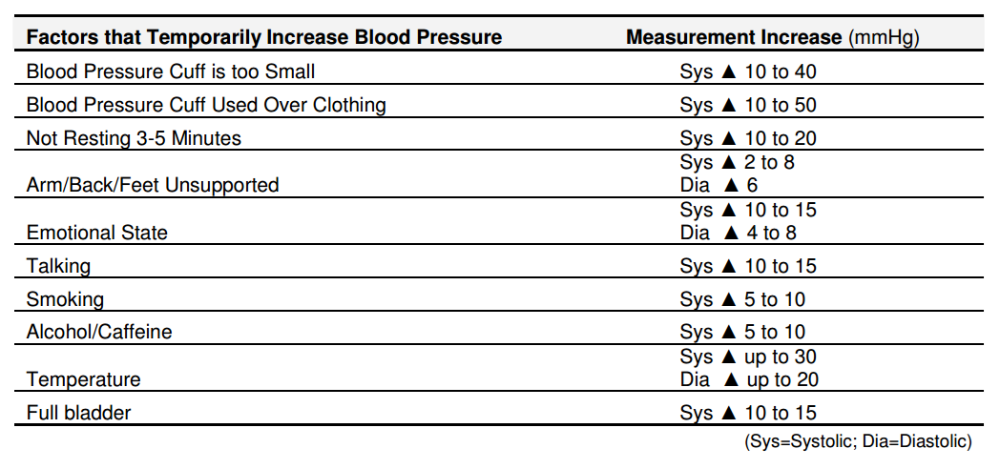 Factors that Temporarily Increase Blood Pressure Measurement Increase (mmHg)
Blood Pressure Cuff is too Small Sys ▲ 10 to 40
Blood Pressure Cuff Used Over Clothing Sys ▲ 10 to 50
Not Resting 3-5 Minutes Sys ▲ 10 to 20
Sys ▲ 2 to 8
Arm/Back/Feet Unsupported Dia ▲ 6
Sys ▲ 10 to 15
Emotional State Dia ▲ 4 to 8
Talking Sys ▲ 10 to 15
Smoking Sys ▲ 5 to 10
Alcohol/Caffeine Sys ▲ 5 to 10
Sys ▲ up to 30
Temperature Dia ▲ up to 20
Full bladder Sys ▲ 10 to 15
(Sys=Systolic; Dia=Diastolic)